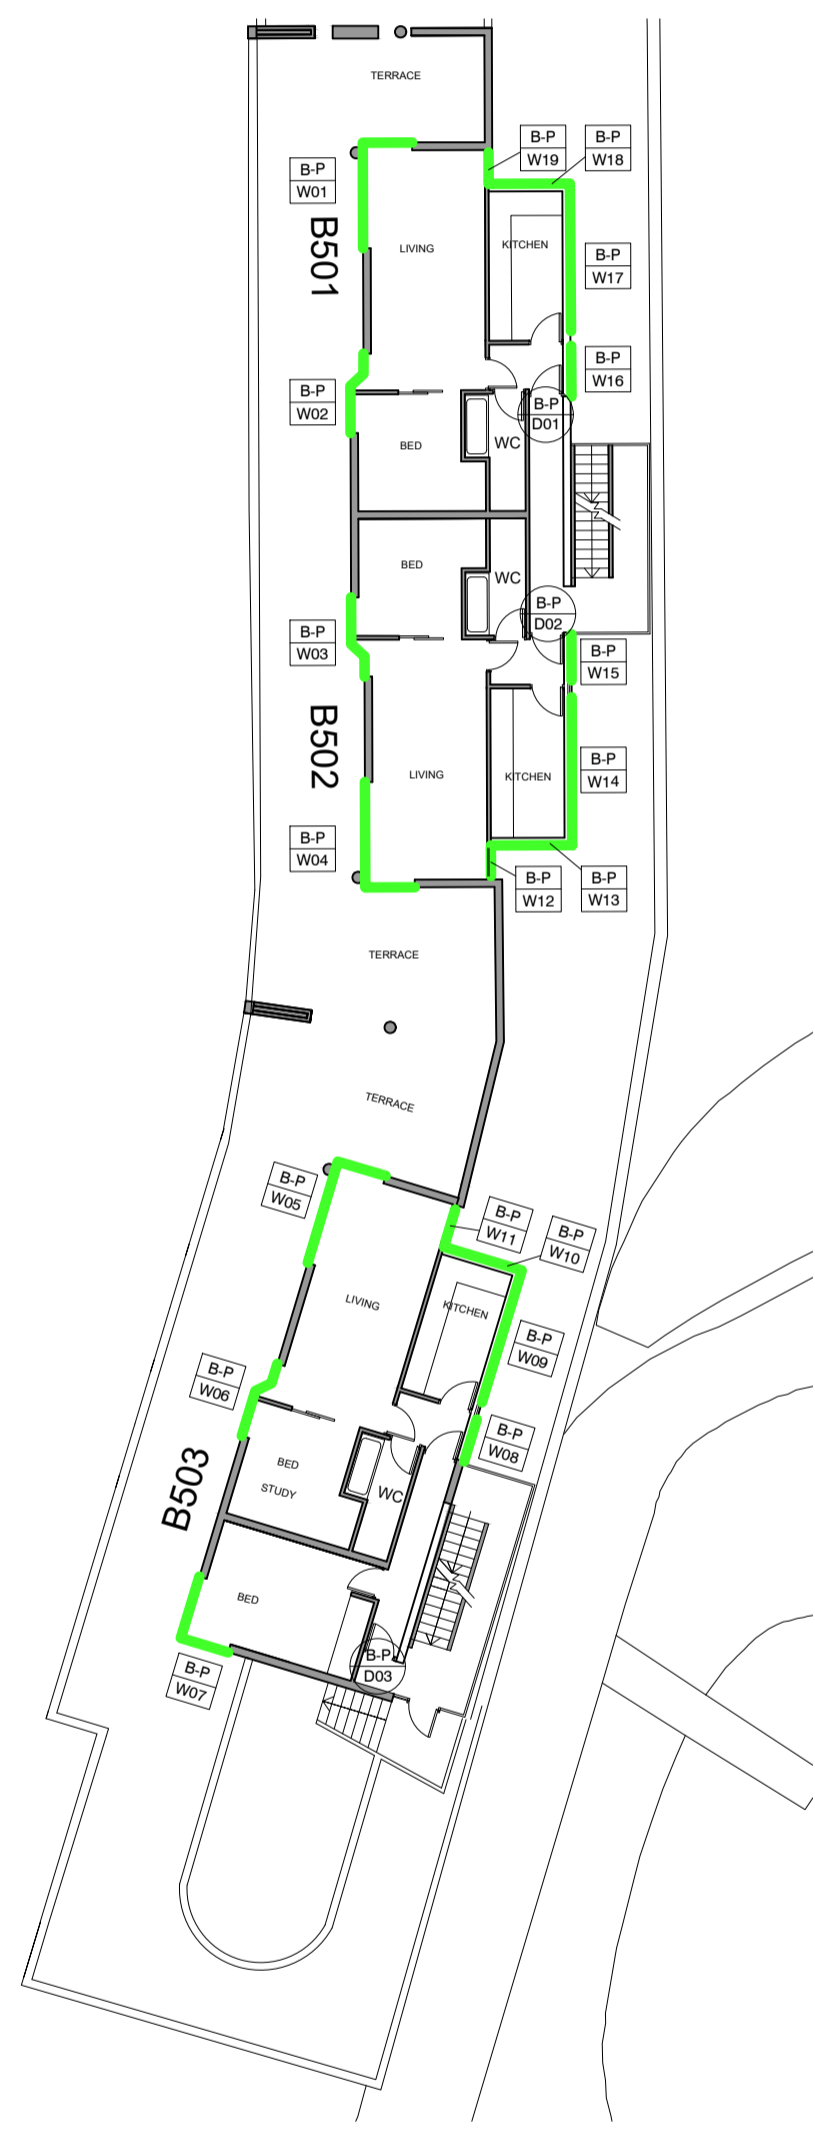 TERRACE
B-P
W19
B-P
W18
B-P
W01
B501
LIVING
KITCHEN
B-P
W17
B-P
W16
B-P
W02
B-P
D01
BED
WC
BED
WC
B-P
D02
B-P
W03
B-P
W15
B502
LIVING
KITCHEN
B-P
W14
B-P
W04
B-P
W12
B-P
W13
TERRACE
TERRACE
B-P
W05
B-P
W11
B-P
W10
LIVING
KITCHEN
B-P
W09
B-P
W06
B-P
W08
B503
BED
STUDY
WC
BED
B-P
D03
B-P
W07